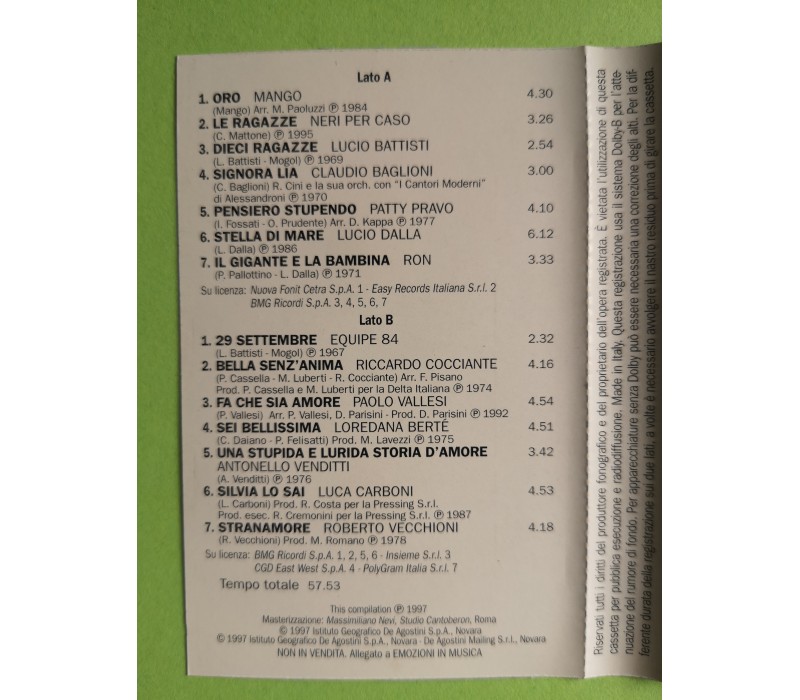 Lato A
1. ORO MANGO 4.30
(Mango) Arr. M. Paoluzzi ℗ 1984
2. LE RAGAZZE NERI PER CASO 3.26
(C. Mattone) ℗ 1995
3. DIECI RAGAZZE LUCIO BATTISTI 2.54
(L. Battisti - Mogol) ℗ 1969
4. SIGNORA LIA CLAUDIO BAGLIONI 3.00
(C. Baglioni) R. Cini e la sua orch. con "I Cantori Moderni"
di Alessandroni ℗ 1970
5. PENSIERO STUPENDO PATTY PRAVO 4.10
(I. Fossati - O. Prudente) Arr. D. Kappa ℗ 1977
6. STELLA DI MARE LUCIO DALLA 6.12
(L. Dalla) ℗ 1986
7. IL GIGANTE E LA BAMBINA RON 3.33
(P. Pallottino - L. Dalla) ℗ 1971
Su licenza: Nuova Fonit Cetra S.p.A. 1 - Easy Records Italiana S.r.l. 2
BMG Ricordi S.p.A. 3, 4, 5, 6, 7
Lato B
1. 29 SETTEMBRE EQUIPE 84 2.32
(L. Battisti - Mogol) ℗ 1967
2. BELLA SENZ'ANIMA RICCARDO COCCIANTE 4.16
(P. Cassella - M. Luberti - R. Cocciante) Arr. F. Pisano
Prod. P. Cassella e M. Luberti per la Delta Italiana ℗ 1974
3. FA CHE SIA AMORE PAOLO VALLESI 4.54
(P. Vallesi) Arr. P. Vallesi, D. Parisini - Prod. D. Parisini ℗ 1992
4. SEI BELLISSIMA LOREDANA BERTÉ 4.51
(C. Daiano - P. Felisatti) Prod. M. Lavezzi ℗ 1975
5. UNA STUPIDA E LURIDA STORIA D'AMORE 3.42
ANTONELLO VENDITTI
(A. Venditti) ℗ 1976
6. SILVIA LO SAI LUCA CARBONI 4.53
(L. Carboni) Prod. R. Costa per la Pressing S.r.l.
Prod. esec. R. Cremonini per la Pressing S.r.l. ℗ 1987
7. STRANAMORE ROBERTO VECCHIONI 4.18
(R. Vecchioni) Prod. M. Romano ℗ 1978
Su licenza: BMG Ricordi S.p.A. 1, 2, 5, 6 - Insieme S.r.l. 3
CGD East West S.p.A. 4 - PolyGram Italia S.r.l. 7
Tempo totale 57.53
This compilation ℗ 1997
Masterizzazione: Massimiliano Nevi, Studio Cantoberon, Roma
© 1997 Istituto Geografico De Agostini S.p.A., Novara
℗ © 1997 Istituto Geografico De Agostini S.p.A., Novara - De Agostini Mailing S.r.l., Novara
NON IN VENDITA. Allegato a EMOZIONI IN MUSICA
Riservati tutti i diritti del produttore fonografico e del proprietario dell'opera registrata. È vietata l'utilizzazione di questa
cassetta per pubblica esecuzione e radiodiffusione. Made in Italy. Questa registrazione usa il sistema Dolby-B per l'atte-
nuazione del rumore di fondo. Per apparecchiature senza Dolby può essere necessaria una correzione degli alti. Per la dif-
ferente durata della registrazione sui due lati, a volte è necessario avvolgere il nastro residuo prima di girare la cassetta.